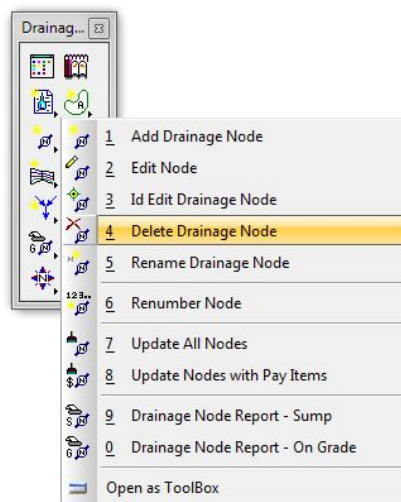 Drainag...
1 Add Drainage Node
2 Edit Node
3 Id Edit Drainage Node
4 Delete Drainage Node
5 Rename Drainage Node
123..
6 Renumber Node
7 Update All Nodes
8 Update Nodes with Pay Items
9 Drainage Node Report - Sump
0 Drainage Node Report - On Grade
Open as ToolBox